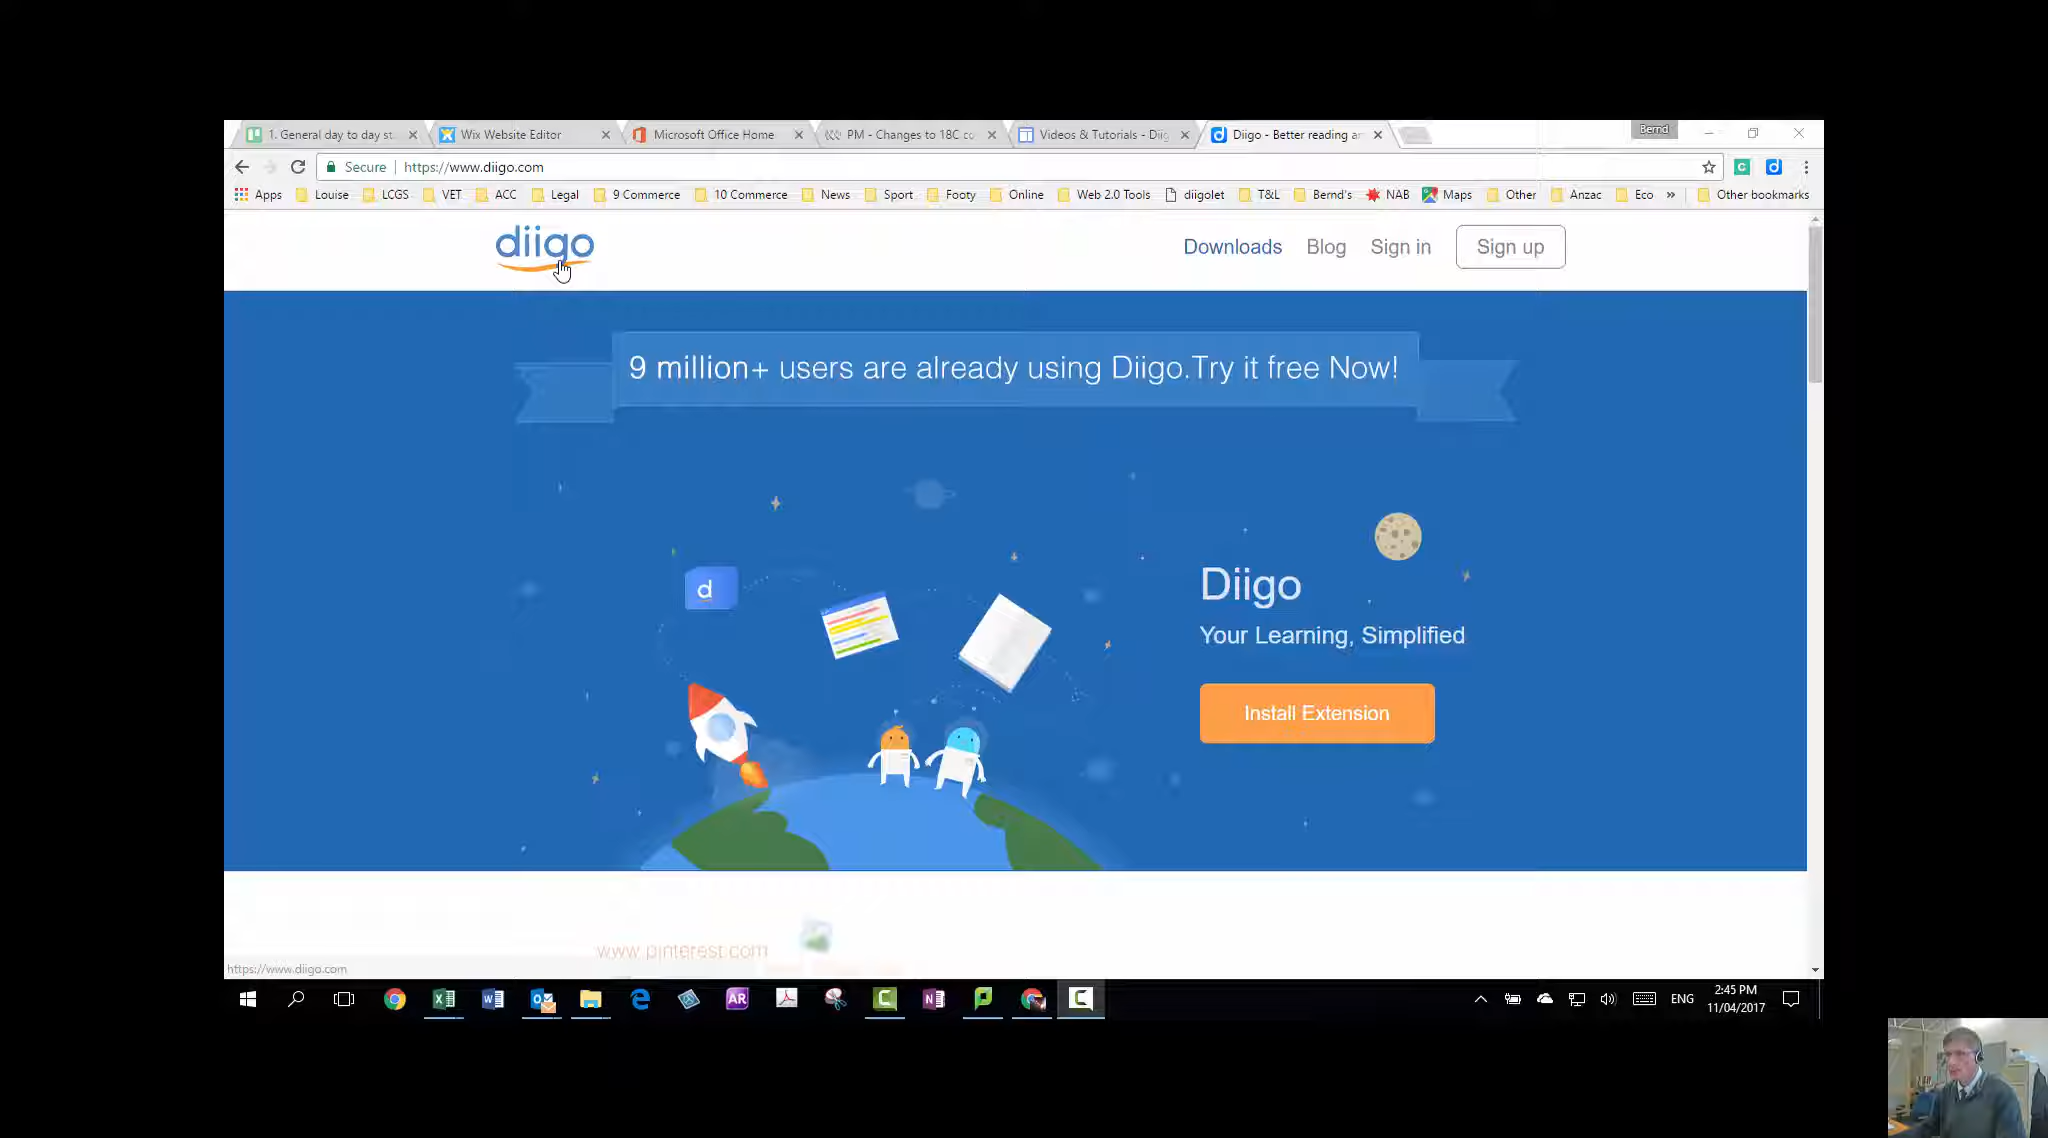 1. General day to day st
Wix Website Editor
Microsoft Office Home
PM - Changes to 18C co
Videos & Tutorials - Diig
Diigo - Better reading an
Bernd
Secure https://www.diigo.com
Apps Louise LCGS VET ACC Legal 9 Commerce 10 Commerce News Sport Footy Online Web 2.0 Tools diigolet T&L Bernd's NAB Maps Other Anzac Eco » Other bookmarks
diigo
Downloads Blog Sign in Sign up
9 million+ users are already using Diigo.Try it free Now!
d
Diigo
Your Learning, Simplified
Install Extension
www.pinterest.com
https://www.diigo.com
AR
ENG
2:45 PM
11/04/2017